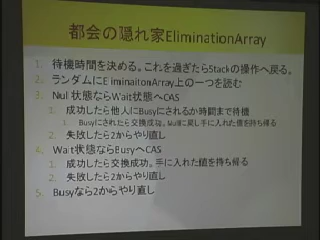 都会の隠れ家EliminationArray
1. 待機時間を決める。これを過ぎたらStackの操作へ戻る。
2. ランダムにEliminaitonArray上の一つを読む
3. Null状態ならWait状態へCAS
1. 成功したら他人にBusyにされるか時間まで待機
1. Busyにされたら交換成功。Nullに戻し手に入れた値を持ち帰る
2. 失敗したら2からやり直し
4. Wait状態ならBusyへCAS
1. 成功したら交換成功。手に入れた値を持ち帰る
2. 失敗したら2からやり直し
5. Busyなら2からやり直し